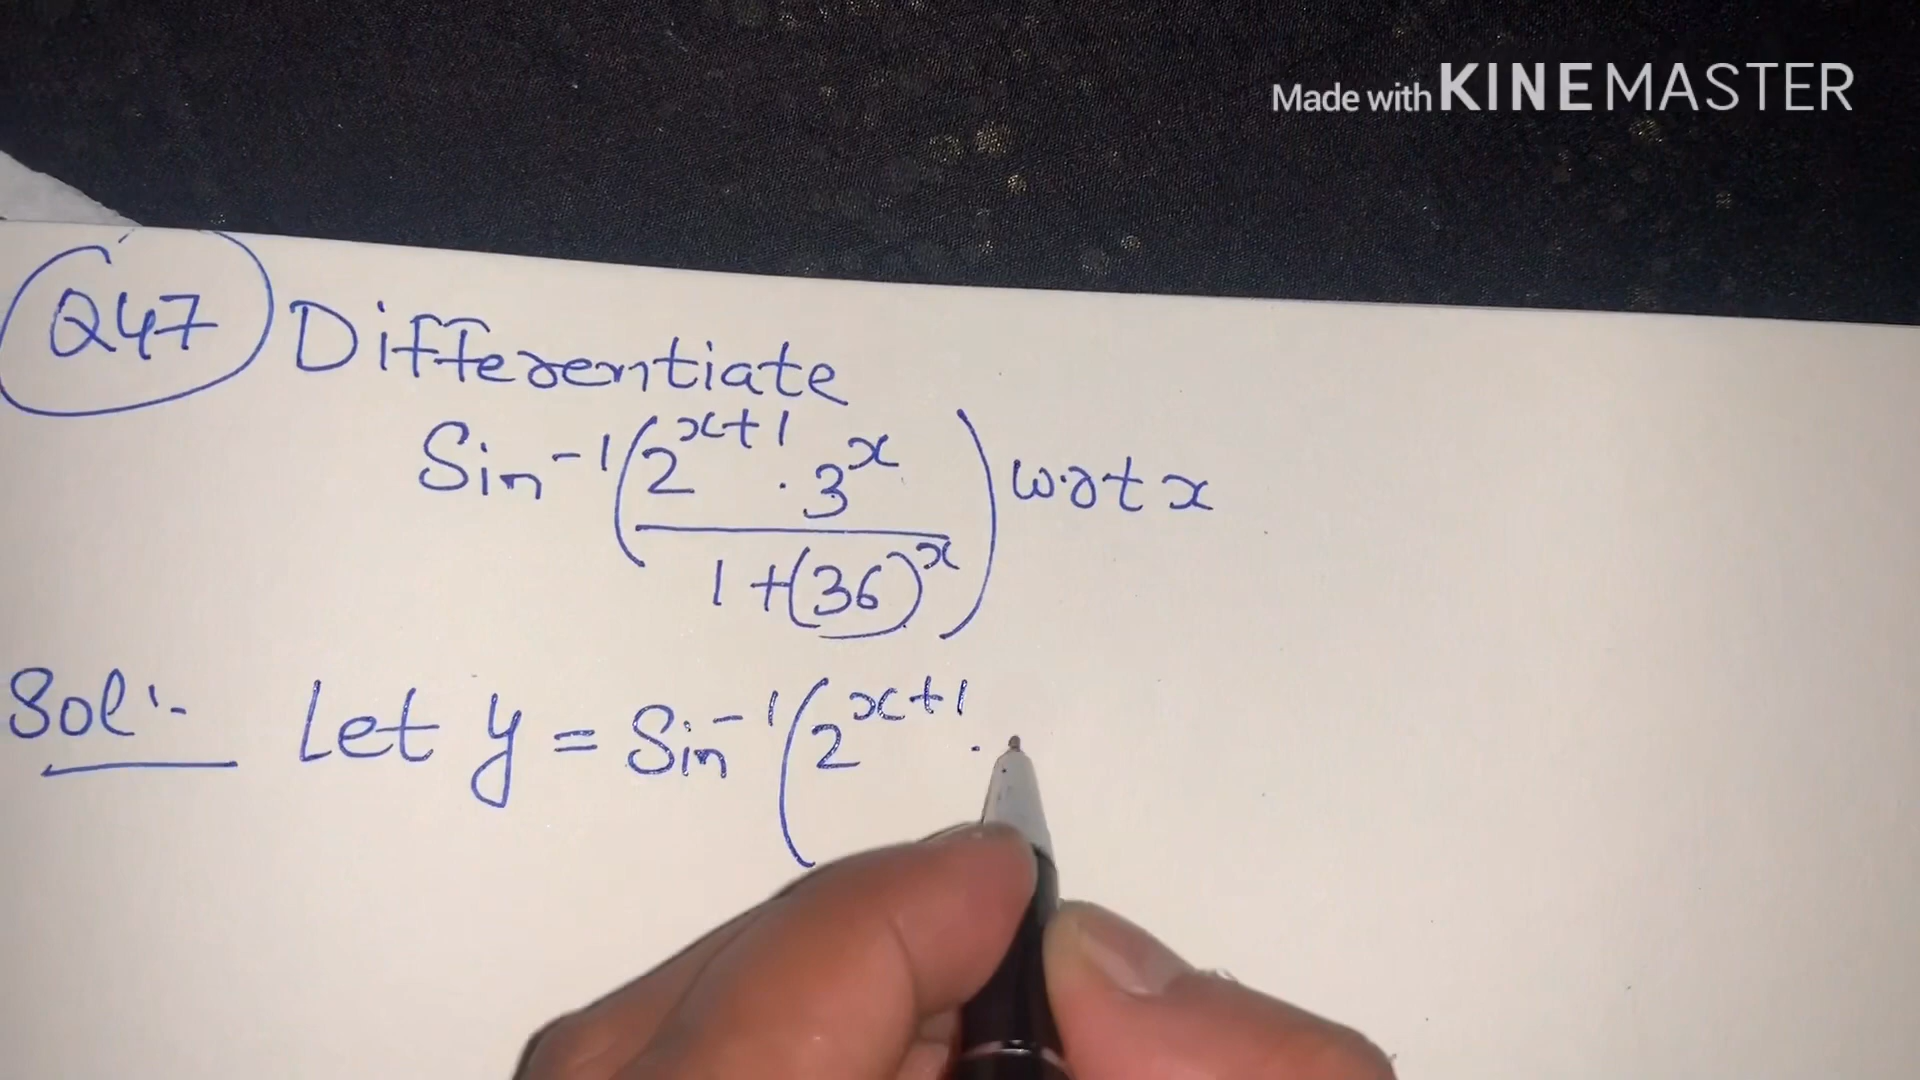 Made with KINEMASTER
Q47 Differentiate
Sin⁻¹(2^(x+1) · 3^x / 1+(36)^x) w.r.t x
Sol:- Let y = Sin⁻¹(2^(x+1) ·